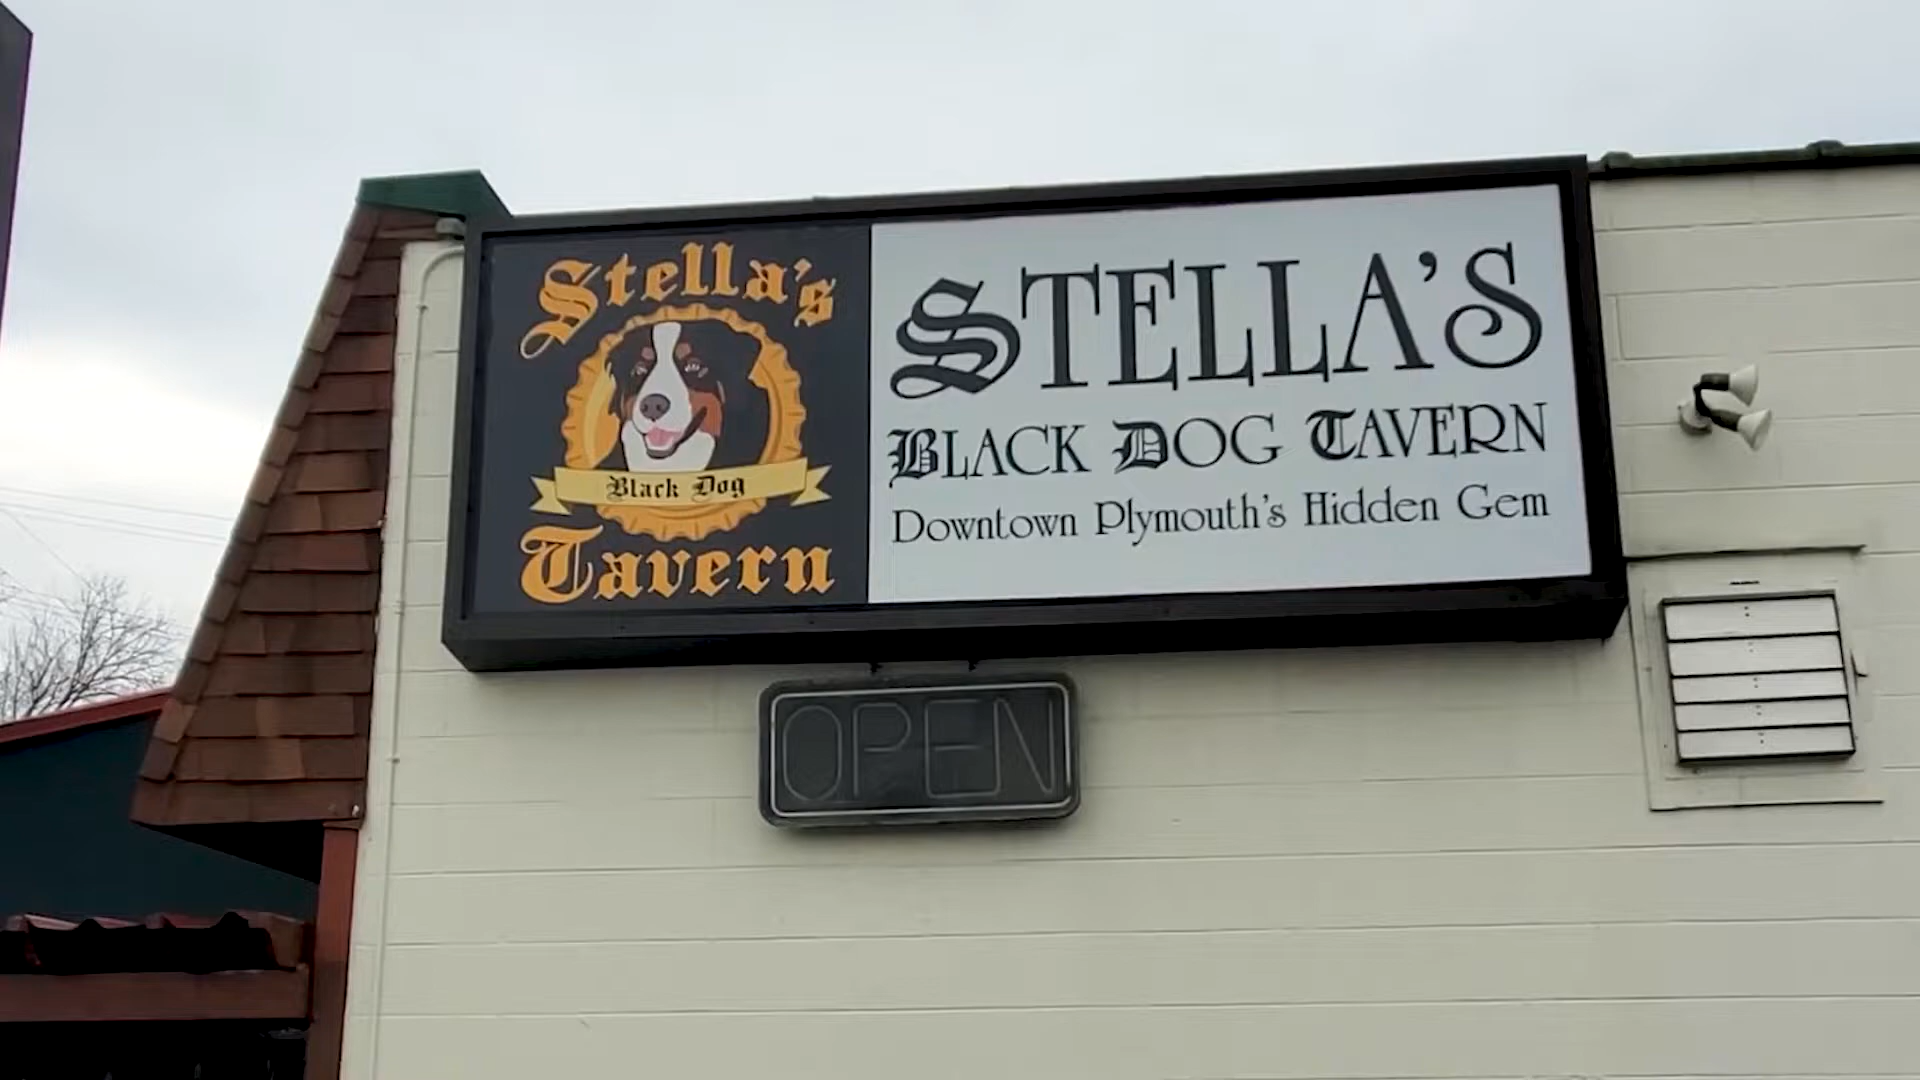 Stella's
Black Dog
Tavern
STELLA'S
BLACK DOG TAVERN
Downtown Plymouth's Hidden Gem
OPEN